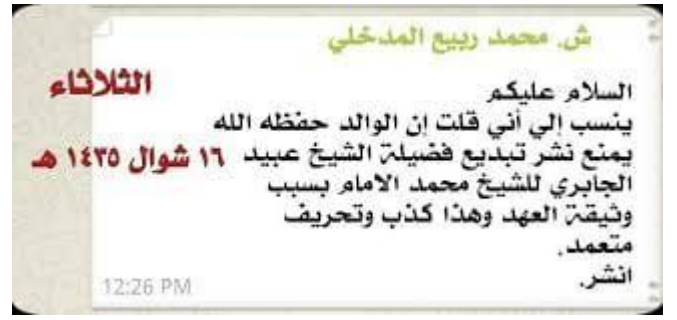 ش. محمد ربيع المدخلي
الثلاثاء
السلام عليكم
ينسب إلي أني قلت إن الوالد حفظه الله
يمنع نشر تبديع فضيلة الشيخ عبيد
١٦ شوال ١٤٣٥ هـ
الجابري للشيخ محمد الامام بسبب
وثيقة العهد وهذا كذب وتحريف
متعمد.
انشر.
12:26 PM